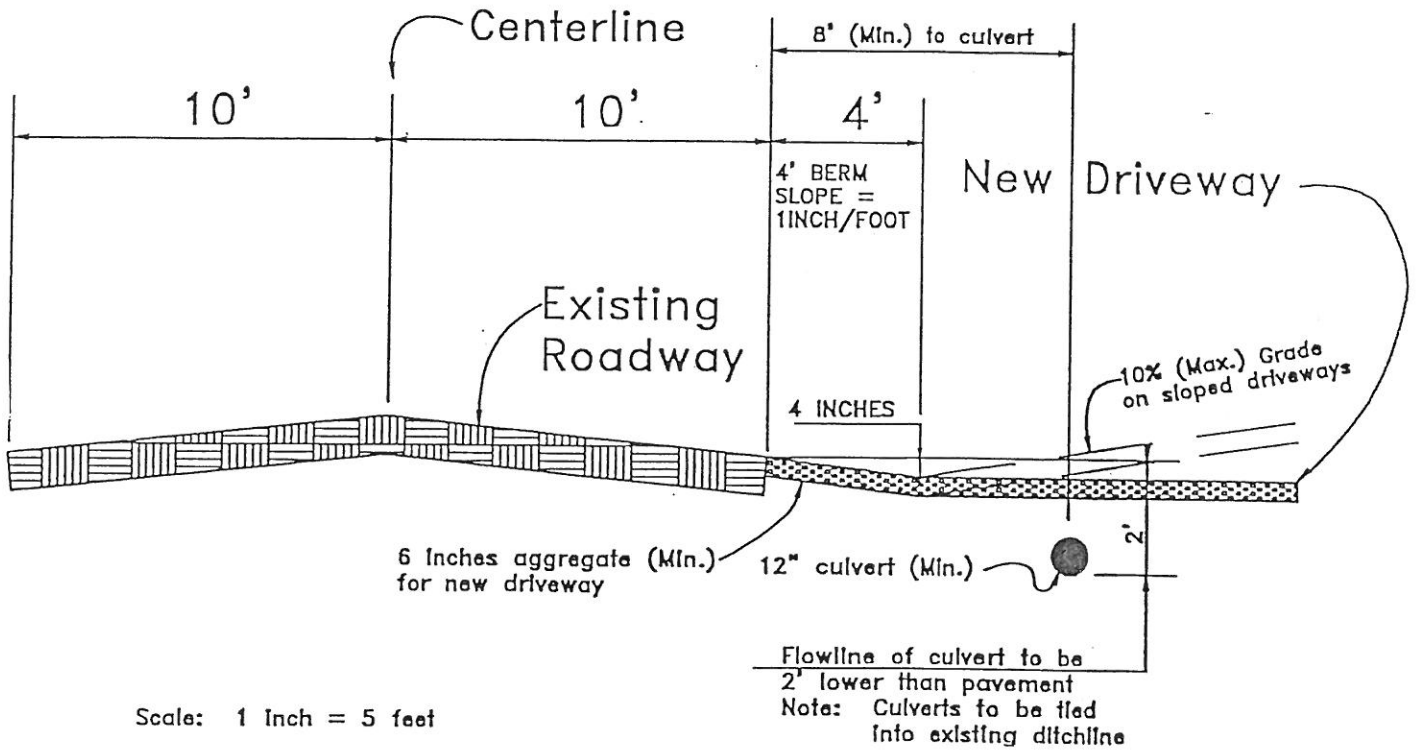 Centerline
8' (Min.) to culvert
10'
10'
4'
4' BERM
SLOPE =
1INCH/FOOT
New Driveway
Existing
Roadway
10% (Max.) Grade
on sloped driveways
4 INCHES
2'
6 Inches aggregate (Min.)
for new driveway
12" culvert (Min.)
Flowline of culvert to be
2' lower than pavement
Note: Culverts to be tied
into existing ditchline
Scale: 1 Inch = 5 feet